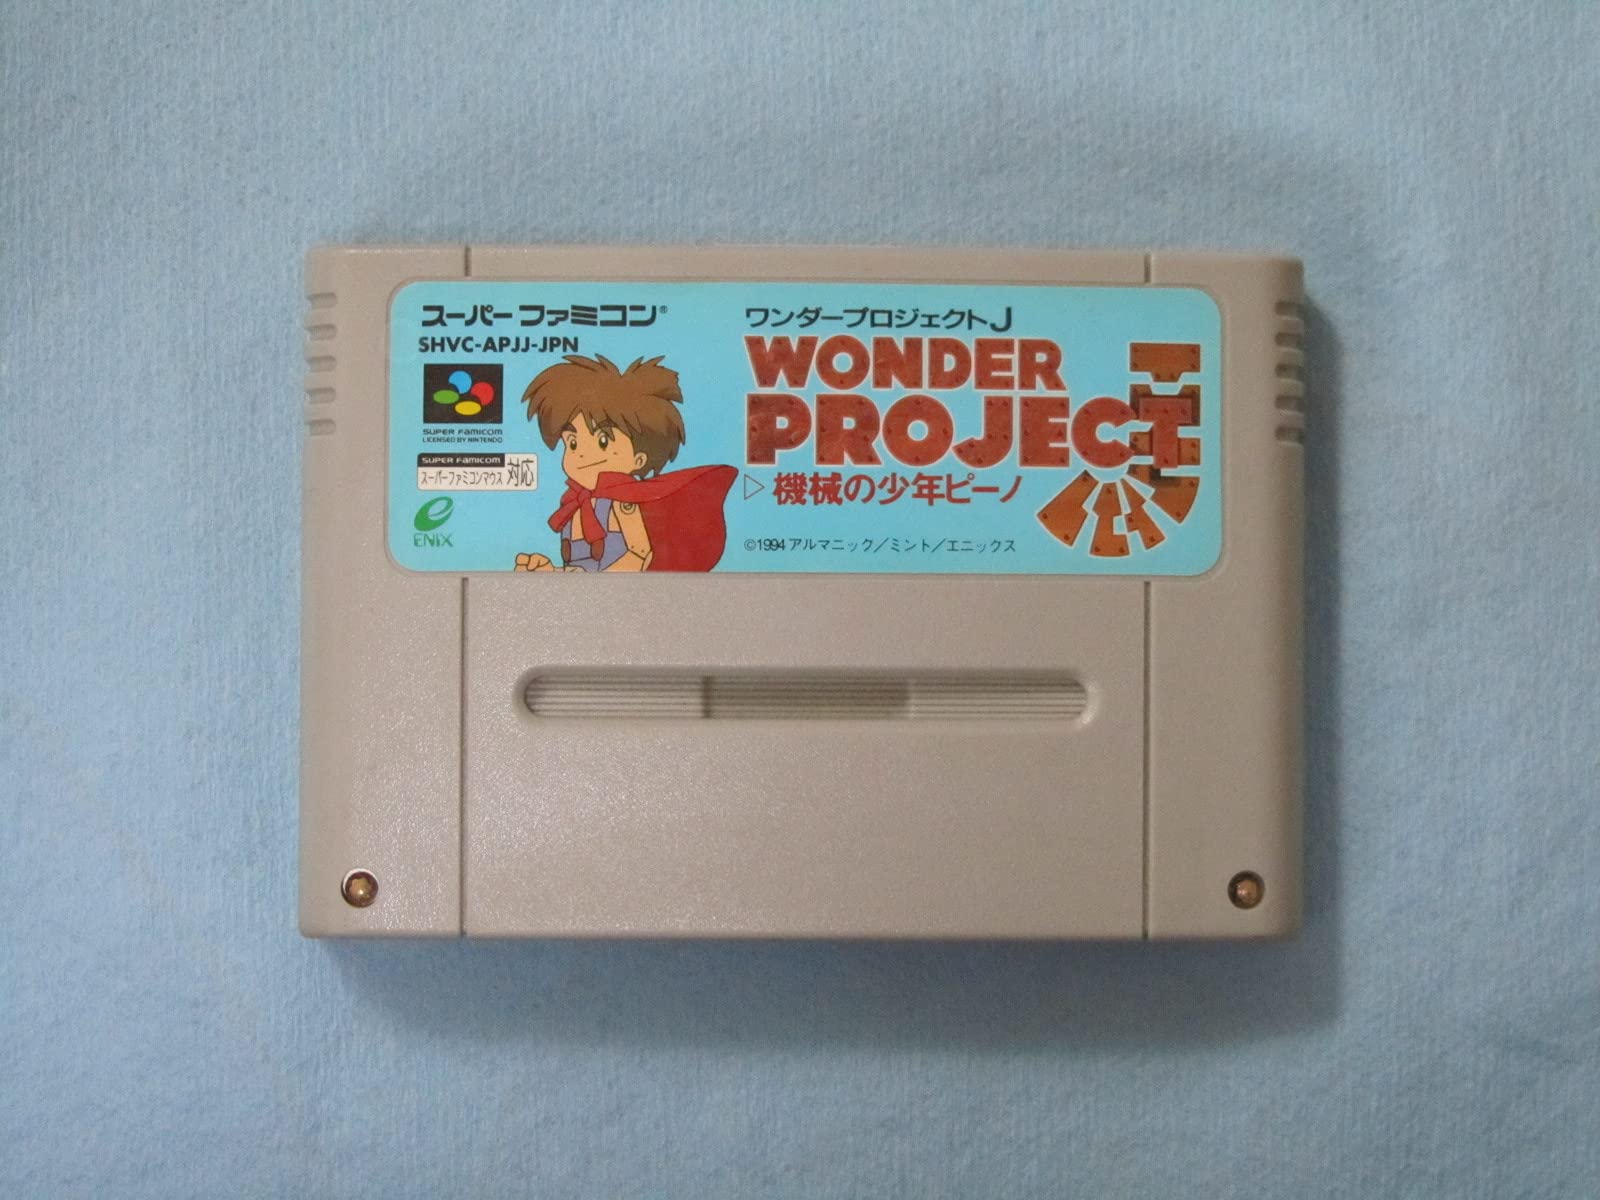 スーパーファミコン®
SHVC-APJJ-JPN
SUPER FAMICOM
LICENSED BY NINTENDO
SUPER FAMICOM
スーパーファミコンマウス 対応
ENIX
ワンダープロジェクトJ
WONDER
PROJECT J
▷機械の少年ピーノ
©1994 アルマニック/ミント/エニックス